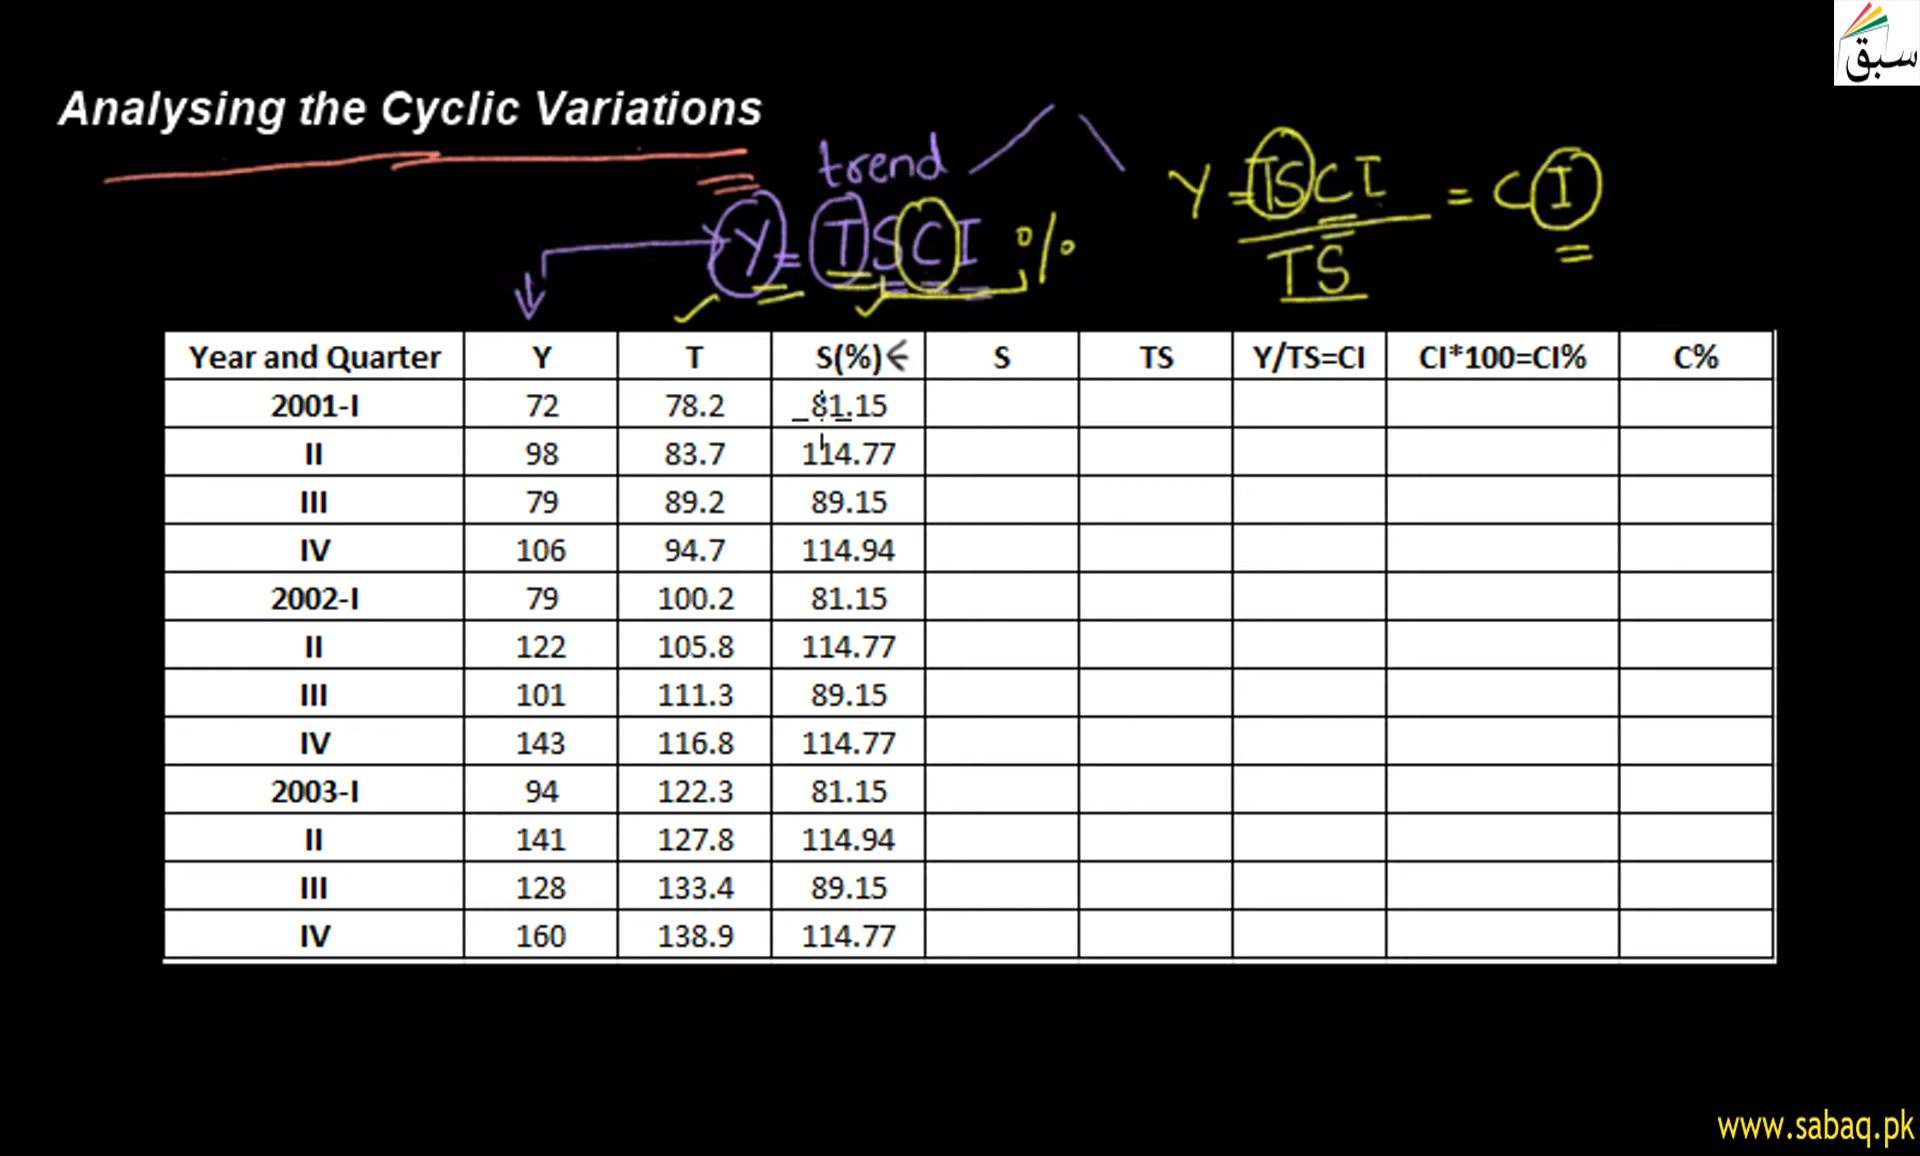 سبق
Analysing the Cyclic Variations
trend
Y = TSCI %
Y = TSCI / TS = CI
Year and Quarter Y T S(%) S TS Y/TS=CI CI*100=CI% C%
2001-I 72 78.2 81.15
II 98 83.7 114.77
III 79 89.2 89.15
IV 106 94.7 114.94
2002-I 79 100.2 81.15
II 122 105.8 114.77
III 101 111.3 89.15
IV 143 116.8 114.77
2003-I 94 122.3 81.15
II 141 127.8 114.94
III 128 133.4 89.15
IV 160 138.9 114.77
www.sabaq.pk